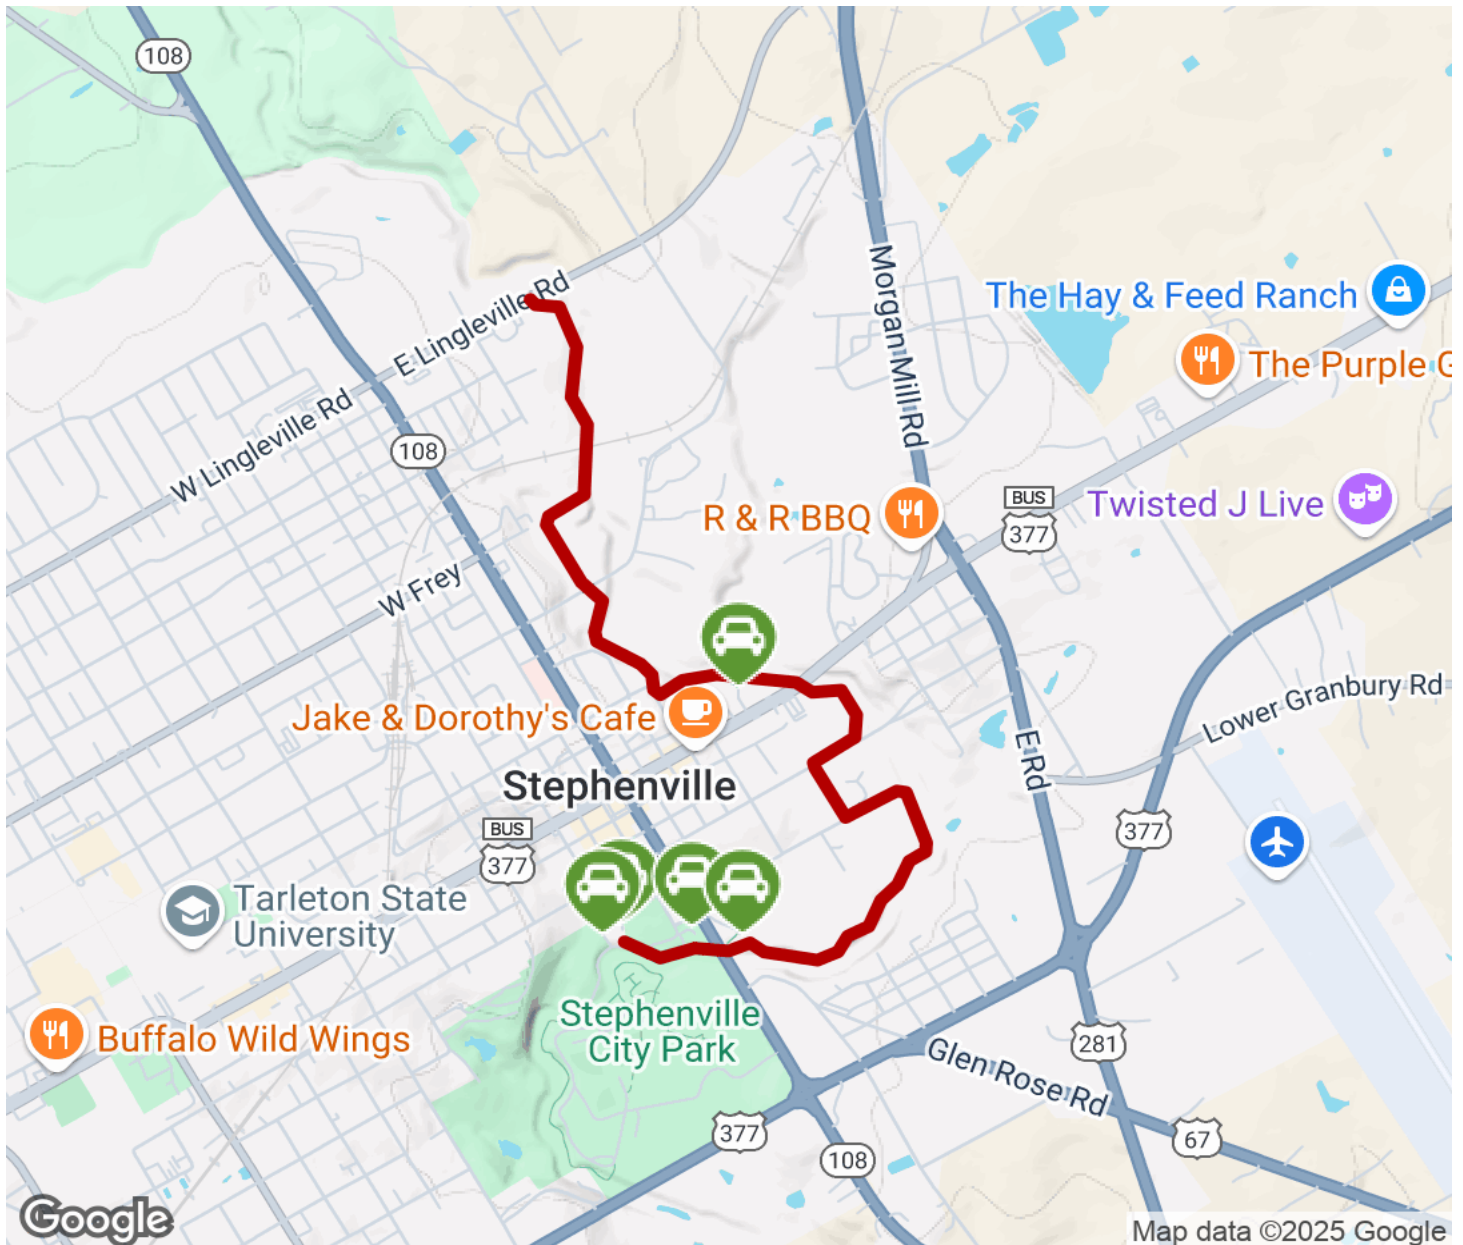 108
E Lingleville Rd
W Lingleville Rd
108
W Frey
Morgan Mill Rd
The Hay & Feed Ranch
The Purple G
BUS
377
Twisted J Live
R & R BBQ
Jake & Dorothy's Cafe
Lower Granbury Rd
E Rd
Stephenville
BUS
377
377
Tarleton State
University
Stephenville
City Park
Buffalo Wild Wings
281
Glen Rose Rd
377
67
108
Google
Map data ©2025 Google